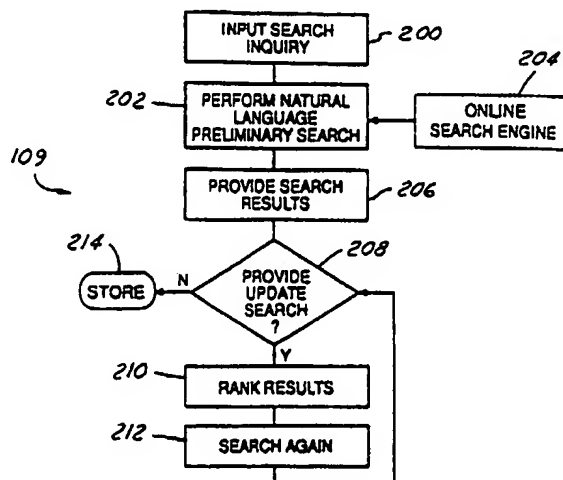 INPUT SEARCH
INQUIRY
200
204
202
PERFORM NATURAL
LANGUAGE
PRELIMINARY SEARCH
ONLINE
SEARCH ENGINE
109
PROVIDE SEARCH
RESULTS
206
214
208
STORE
N
PROVIDE
UPDATE
SEARCH
?
Y
210
RANK RESULTS
212
SEARCH AGAIN